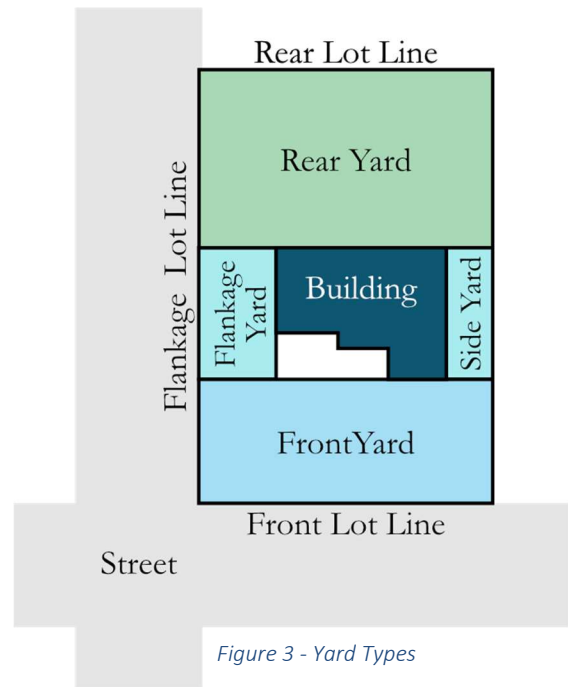 Rear Lot Line
Rear Yard
Flankage Lot Line
Flankage
Yard
Building
Side Yard
FrontYard
Front Lot Line
Street
Figure 3 - Yard Types